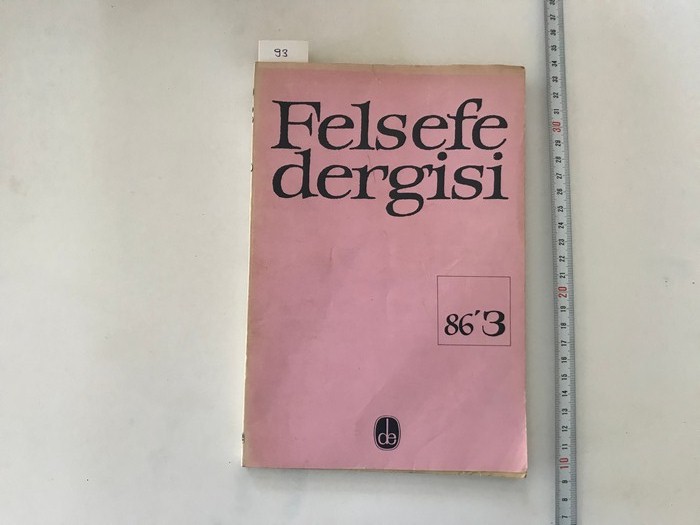 93
Felsefe
dergisi
86'3
de